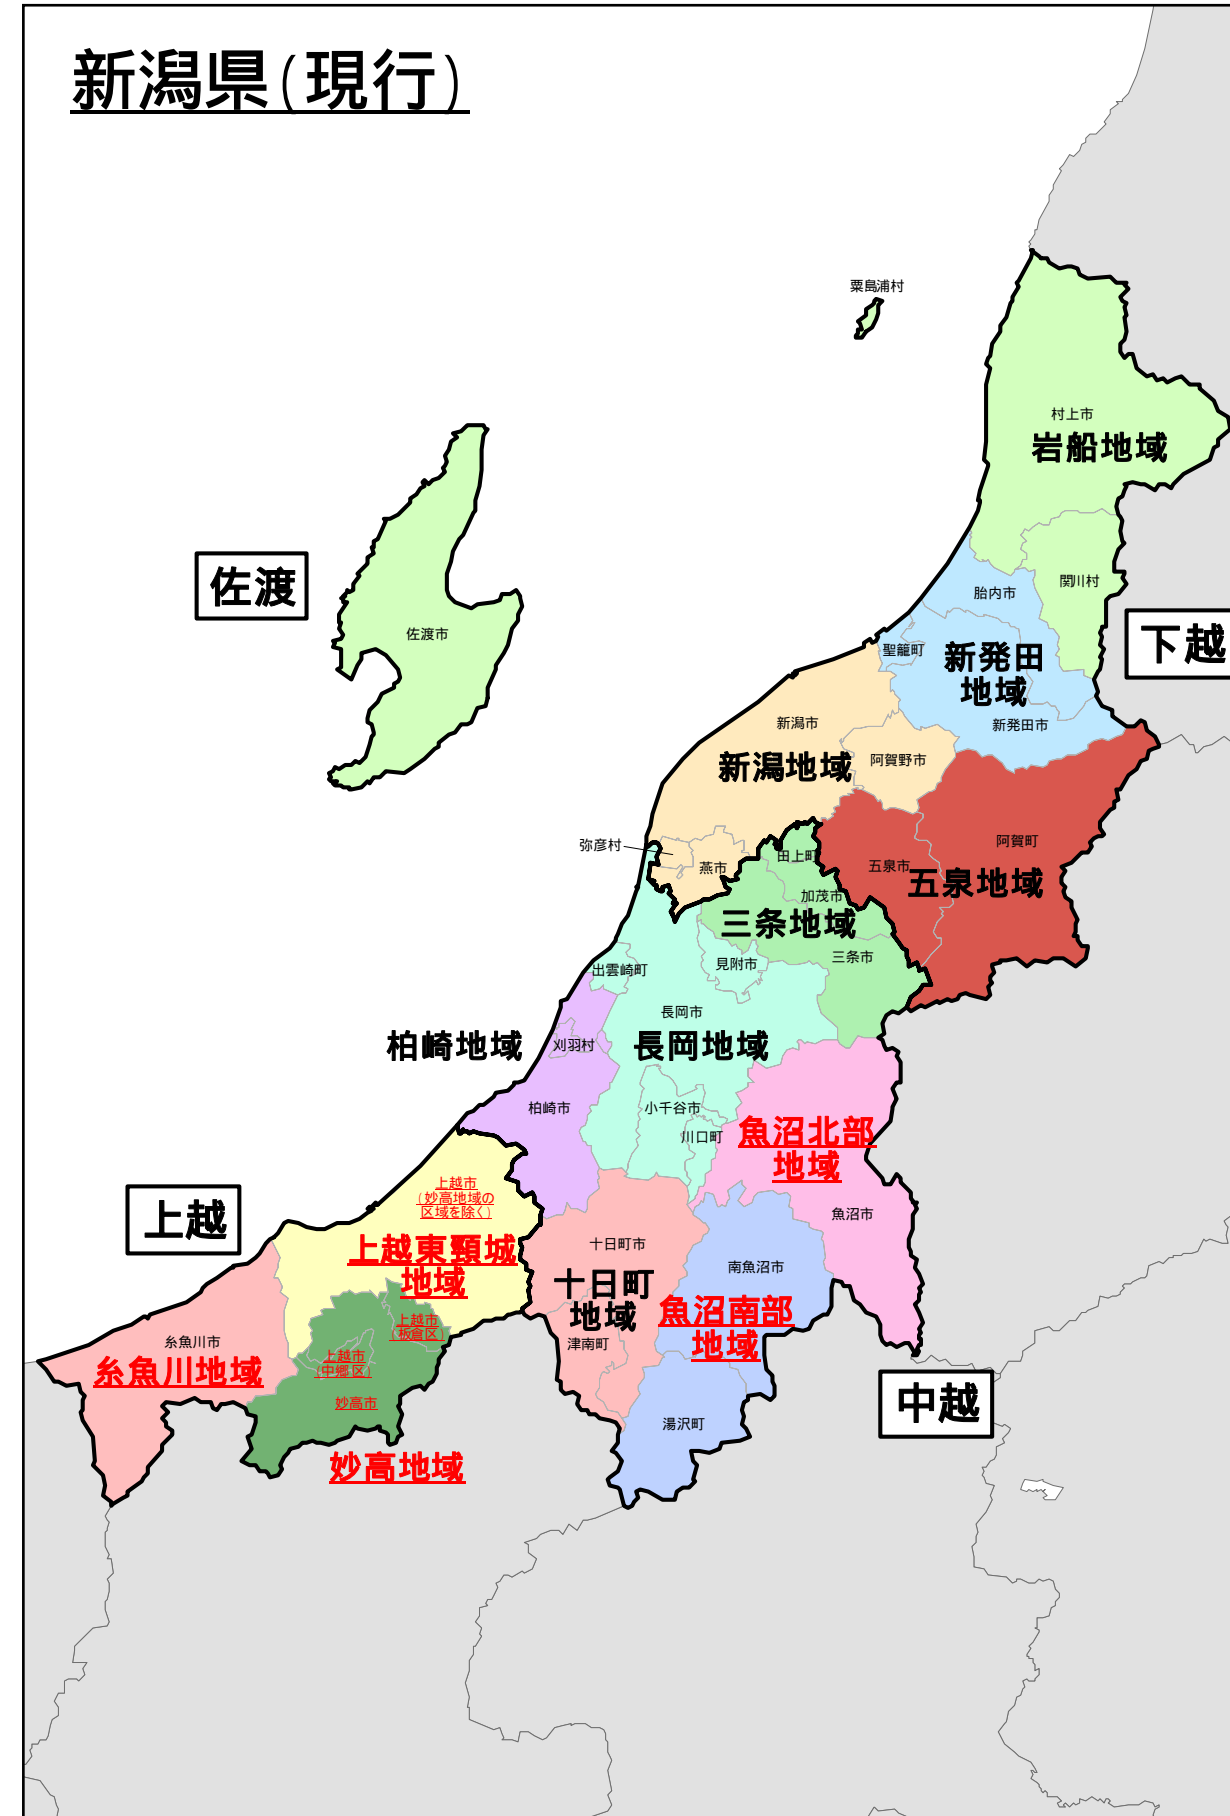 新潟県(現行)
粟島浦村
村上市
岩船地域
関川村
胎内市
佐渡
佐渡市
下越
聖籠町
新発田
地域
新発田市
新潟市
新潟地域
阿賀野市
弥彦村
燕市
田上町
阿賀町
五泉市
五泉地域
加茂市
三条地域
三条市
見附市
出雲崎町
長岡市
長岡地域
柏崎地域
刈羽村
柏崎市
小千谷市
川口町
魚沼北部
地域
魚沼市
上越
上越市
(妙高地域の
区域を除く)
上越東頸城
地域
十日町市
十日町
地域
津南町
南魚沼市
魚沼南部
地域
湯沢町
中越
上越市
(板倉区)
上越市
(中郷区)
妙高市
妙高地域
糸魚川市
糸魚川地域